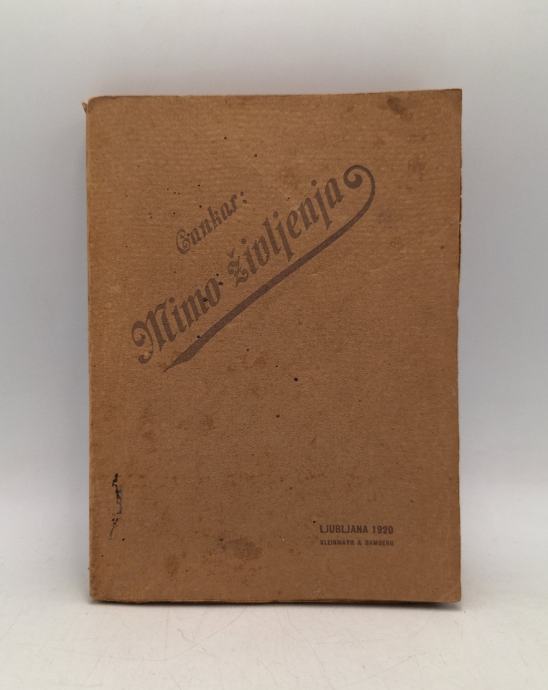 Cankar:
Mimo življenja
LJUBLJANA 1920
KLEINMAYR & BAMBERG